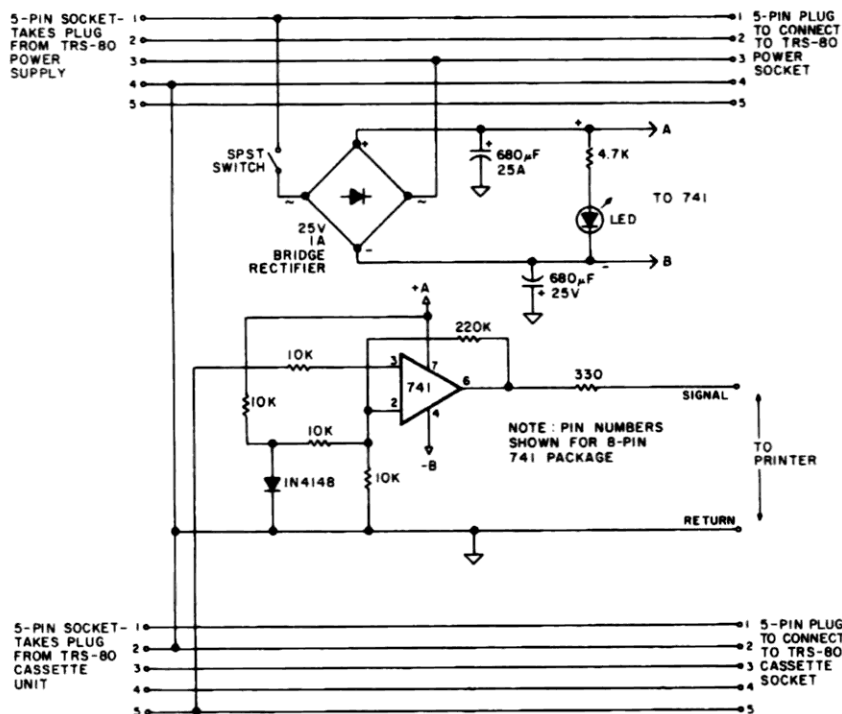 5-PIN SOCKET-
TAKES PLUG
FROM TRS-80
POWER
SUPPLY
1
2
3
4
5
1
2
3
4
5
5-PIN PLUG
TO CONNECT
TO TRS-80
POWER
SOCKET
SPST
SWITCH
+
~
~
-
25V
1A
BRIDGE
RECTIFIER
+
680µF
25A
+
A
4.7K
LED
TO 741
-
B
680µF
+ 25V
+A
220K
10K
3
7
741
6
2
4
330
SIGNAL
10K
10K
NOTE: PIN NUMBERS
SHOWN FOR 8-PIN
741 PACKAGE
TO
PRINTER
-B
1N4148
10K
RETURN
5-PIN SOCKET-
TAKES PLUG
FROM TRS-80
CASSETTE
UNIT
1
2
3
4
5
1
2
3
4
5
5-PIN PLUG
TO CONNECT
TO TRS-80
CASSETTE
SOCKET